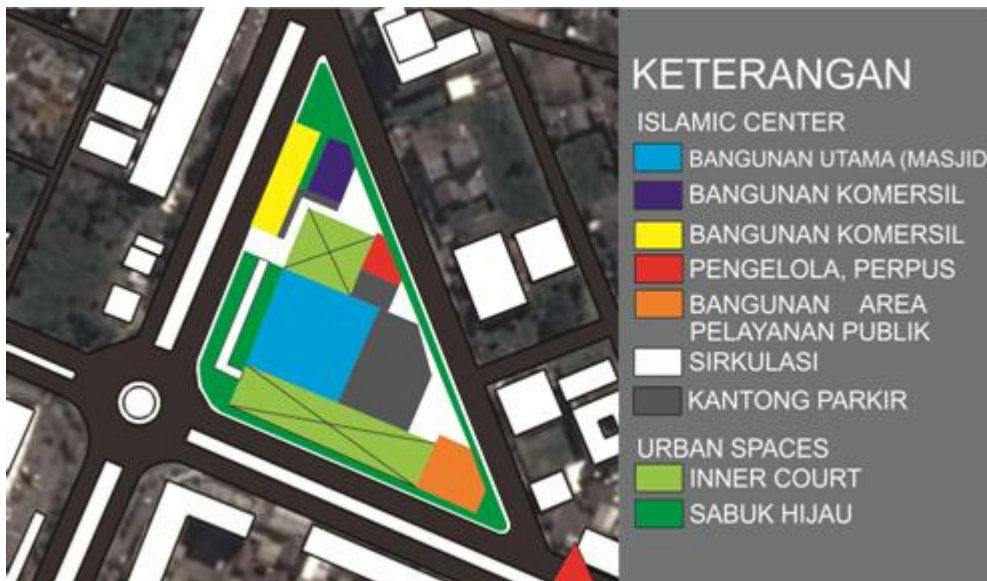 KETERANGAN
ISLAMIC CENTER
BANGUNAN UTAMA (MASJID
BANGUNAN KOMERSIL
BANGUNAN KOMERSIL
PENGELOLA, PERPUS
BANGUNAN AREA
PELAYANAN PUBLIK
SIRKULASI
KANTONG PARKIR
URBAN SPACES
INNER COURT
SABUK HIJAU